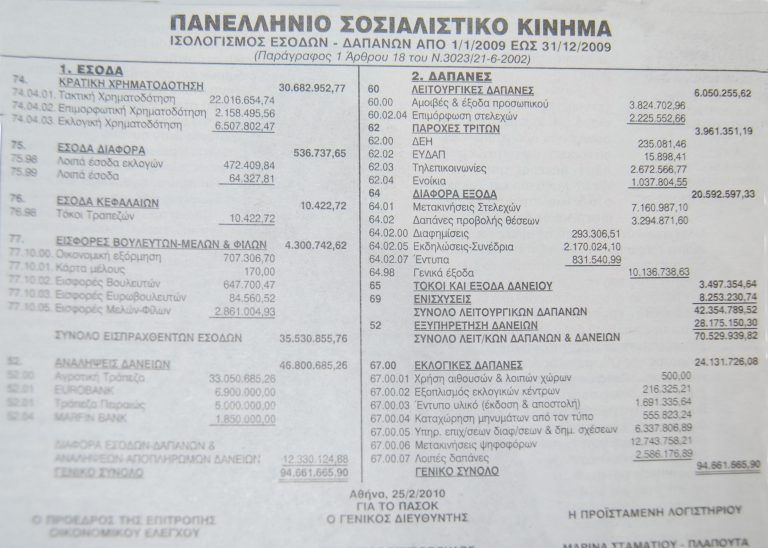 ΠΑΝΕΛΛΗΝΙΟ ΣΟΣΙΑΛΙΣΤΙΚΟ ΚΙΝΗΜΑ
ΙΣΟΛΟΓΙΣΜΟΣ ΕΣΟΔΩΝ - ΔΑΠΑΝΩΝ ΑΠΟ 1/1/2009 ΕΩΣ 31/12/2009
(Παράγραφος 1 Άρθρου 18 του Ν.3023/21-6-2002)
1. ΕΣΟΔΑ
74. ΚΡΑΤΙΚΗ ΧΡΗΜΑΤΟΔΟΤΗΣΗ 30.682.952,77
74.04.01. Τακτική Χρηματοδότηση 22.016.654,74
74.04.02. Επιμορφωτική Χρηματοδότηση 2.158.495,56
74.04.03. Εκλογική Χρηματοδότηση 6.507.802,47
75. ΕΣΟΔΑ ΔΙΑΦΟΡΑ 536.737,65
75.98 Λοιπά έσοδα εκλογών 472.409,84
75.99 Λοιπά έσοδα 64.327,81
76. ΕΣΟΔΑ ΚΕΦΑΛΑΙΩΝ 10.422,72
76.98 Τόκοι Τραπεζών 10.422,72
77. ΕΙΣΦΟΡΕΣ ΒΟΥΛΕΥΤΩΝ-ΜΕΛΩΝ & ΦΙΛΩΝ 4.300.742,62
77.10.00. Οικονομική εξόρμηση 707.306,70
77.10.01. Κάρτα μέλους 170,00
77.10.02. Εισφορές Βουλευτών 647.700,47
77.10.03. Εισφορές Ευρωβουλευτών 84.560,52
77.10.05. Εισφορές Μελών-Φίλων 2.861.004,93
ΣΥΝΟΛΟ ΕΙΣΠΡΑΧΘΕΝΤΩΝ ΕΣΟΔΩΝ 35.530.855,76
52. ΑΝΑΛΗΨΕΙΣ ΔΑΝΕΙΩΝ 46.800.685,26
52.00 Αγροτική Τράπεζα 33.050.685,26
52.01 EUROBANK 6.900.000,00
52.01 Τράπεζα Πειραιώς 5.000.000,00
52.04 MARFIN BANK 1.850.000,00
ΔΙΑΦΟΡΑ ΕΣΟΔΩΝ-ΔΑΠΑΝΩΝ &
ΑΝΑΛΗΨΕΩΝ-ΑΠΟΠΛΗΡΩΜΩΝ ΔΑΝΕΙΩΝ 12.330.124,88
ΓΕΝΙΚΟ ΣΥΝΟΛΟ 94.661.665,90
2. ΔΑΠΑΝΕΣ
60 ΛΕΙΤΟΥΡΓΙΚΕΣ ΔΑΠΑΝΕΣ 6.050.255,62
60.00 Αμοιβές & έξοδα προσωπικού 3.824.702,96
60.02.04 Επιμόρφωση στελεχών 2.225.552,66
62 ΠΑΡΟΧΕΣ ΤΡΙΤΩΝ 3.961.351,19
62.00 ΔΕΗ 235.081,46
62.02 ΕΥΔΑΠ 15.898,41
62.03 Τηλεπικοινωνίες 2.672.566,77
62.04 Ενοίκια 1.037.804,55
64 ΔΙΑΦΟΡΑ ΕΞΟΔΑ 20.592.597,33
64.01 Μετακινήσεις Στελεχών 7.160.987,10
64.02 Δαπάνες προβολής θέσεων 3.294.871,60
64.02.00 Διαφημίσεις 293.306,51
64.02.05 Εκδηλώσεις-Συνέδρια 2.170.024,10
64.02.07 Έντυπα 831.540,99
64.98 Γενικά έξοδα 10.136.738,63
65 ΤΟΚΟΙ ΚΑΙ ΕΞΟΔΑ ΔΑΝΕΙΟΥ 3.497.354,64
69 ΕΝΙΣΧΥΣΕΙΣ 8.253.230,74
ΣΥΝΟΛΟ ΛΕΙΤΟΥΡΓΙΚΩΝ ΔΑΠΑΝΩΝ 42.354.789,52
52 ΕΞΥΠΗΡΕΤΗΣΗ ΔΑΝΕΙΩΝ 28.175.150,30
ΣΥΝΟΛΟ ΛΕΙΤ/ΚΩΝ ΔΑΠΑΝΩΝ & ΔΑΝΕΙΩΝ 70.529.939,82
67.00 ΕΚΛΟΓΙΚΕΣ ΔΑΠΑΝΕΣ 24.131.726,08
67.00.01 Χρήση αιθουσών & λοιπών χώρων 500,00
67.00.02 Εξοπλισμός εκλογικών κέντρων 216.325,21
67.00.03 Έντυπο υλικό (έκδοση & αποστολή) 1.691.335,64
67.00.04 Καταχώρηση μηνυμάτων από τον τύπο 555.823,24
67.00.05 Υπηρ. επιχ/σεων διαφ/σεων & δημ. σχέσεων 6.337.806,89
67.00.06 Μετακινήσεις ψηφοφόρων 12.743.758,21
67.00.07 Λοιπές δαπάνες 2.586.176,89
ΓΕΝΙΚΟ ΣΥΝΟΛΟ 94.661.665,90
Αθήνα, 25/2/2010
ΓΙΑ ΤΟ ΠΑΣΟΚ
Ο ΠΡΟΕΔΡΟΣ ΤΗΣ ΕΠΙΤΡΟΠΗΣ
ΟΙΚΟΝΟΜΙΚΟΥ ΕΛΕΓΧΟΥ
Ο ΓΕΝΙΚΟΣ ΔΙΕΥΘΥΝΤΗΣ
Η ΠΡΟΪΣΤΑΜΕΝΗ ΛΟΓΙΣΤΗΡΙΟΥ
ΜΑΡΙΝΑ ΣΤΑΜΑΤΙΟΥ - ΠΛΑΠΟΥΤΑ